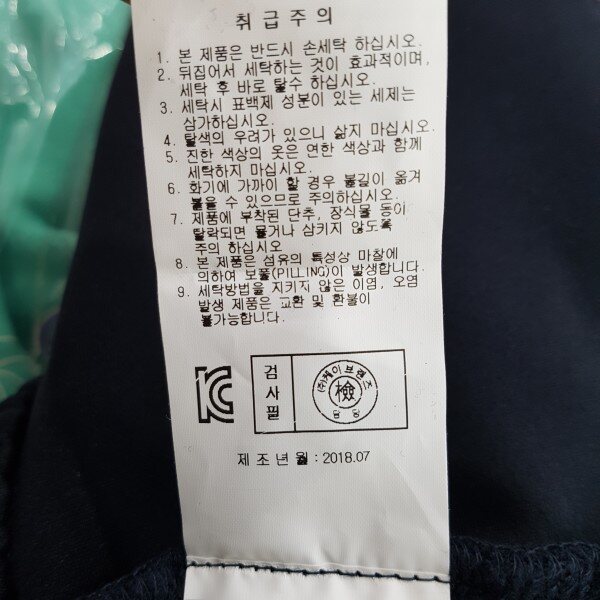 취급주의
1. 본 제품은 반드시 손세탁 하십시오.
2. 뒤집어서 세탁하는 것이 효과적이며,
세탁 후 바로 탈수 하십시오.
3. 세탁시 표백제 성분이 있는 세제는
삼가하십시오.
4. 탈색의 우려가 있으니 삶지 마십시오.
5. 진한 색상의 옷은 연한 색상과 함께
세탁하지 마십시오.
6. 화기에 가까이 할 경우 불길이 옮겨
붙을 수 있으므로 주의하십시오.
7. 제품에 부착된 단추, 장식물 등이
탈락되면 물거나 삼키지 않도록
주의 하십시오
8. 본 제품은 섬유의 특성상 마찰에
의하여 보풀(PILLING)이 발생합니다.
9. 세탁방법을 지키지 않은 이염, 오염
발생 제품은 교환 및 환불이
불가능합니다.
검사필
(주)케이브랜즈
檢
제조년월 : 2018.07